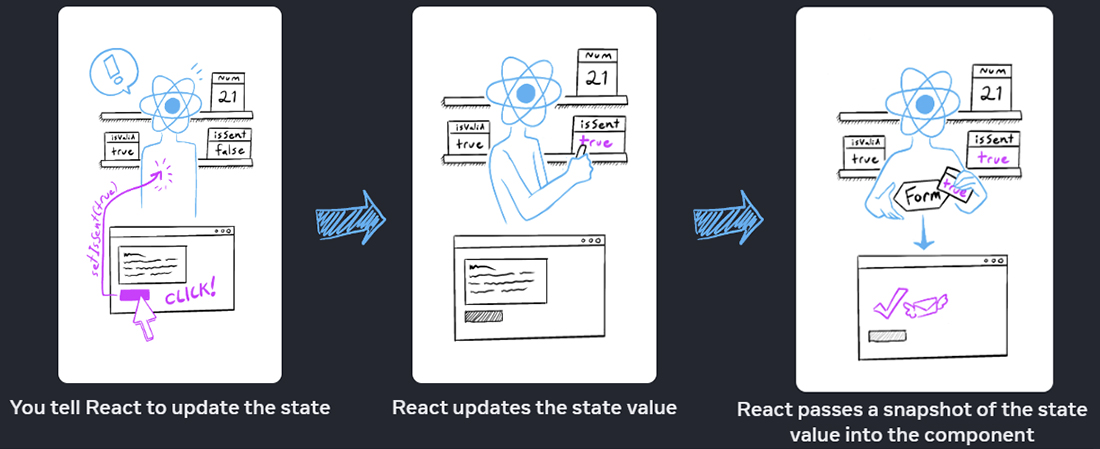 !
Num
21
isValid
true
isSent
false
setIsSent(true)
CLICK!
You tell React to update the state
Num
21
isValid
true
isSent
true
React updates the state value
Num
21
isValid
true
isSent
true
Form
true
React passes a snapshot of the state
value into the component